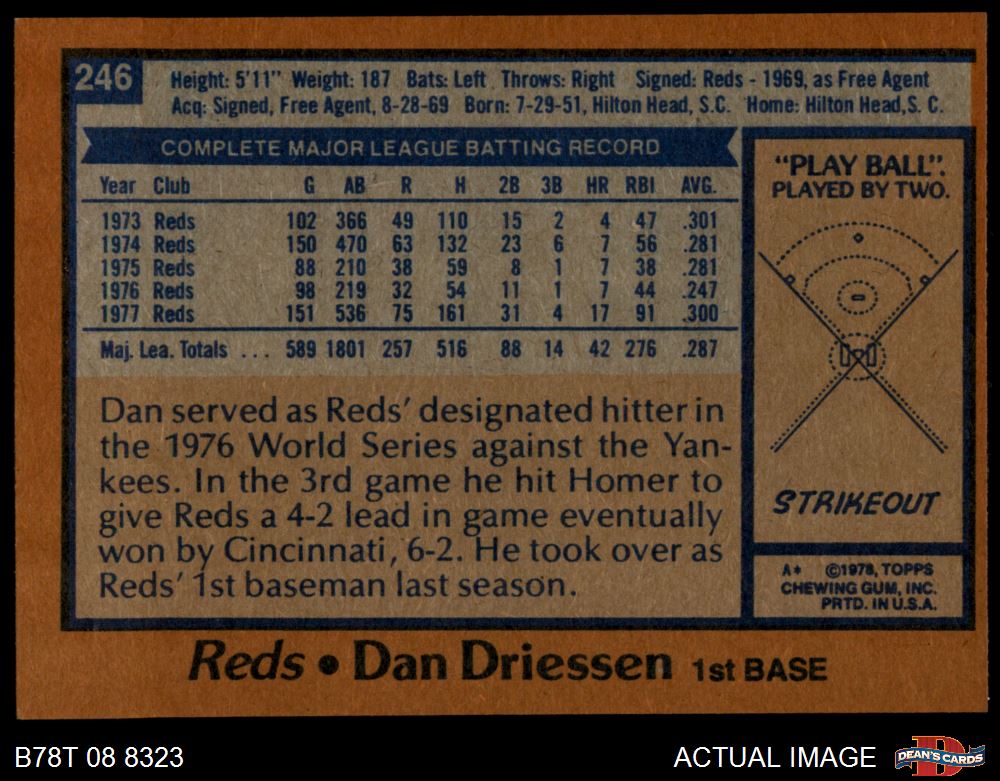 246
Height: 5'11" Weight: 187 Bats: Left Throws: Right Signed: Reds - 1969, as Free Agent
Acq: Signed, Free Agent, 8-28-69 Born: 7-29-51, Hilton Head, S.C. Home: Hilton Head, S. C.
COMPLETE MAJOR LEAGUE BATTING RECORD
Year Club G AB R H 2B 3B HR RBI AVG.
1973 Reds 102 366 49 110 15 2 4 47 .301
1974 Reds 150 470 63 132 23 6 7 56 .281
1975 Reds 88 210 38 59 8 1 7 38 .281
1976 Reds 98 219 32 54 11 1 7 44 .247
1977 Reds 151 536 75 161 31 4 17 91 .300
Maj. Lea. Totals ... 589 1801 257 516 88 14 42 276 .287
Dan served as Reds' designated hitter in
the 1976 World Series against the Yan-
kees. In the 3rd game he hit Homer to
give Reds a 4-2 lead in game eventually
won by Cincinnati, 6-2. He took over as
Reds' 1st baseman last season.
"PLAY BALL".
PLAYED BY TWO.
STRIKEOUT
A* ©1978, TOPPS
CHEWING GUM, INC.
PRTD. IN U.S.A.
Reds • Dan Driessen 1st BASE
B78T 08 8323
ACTUAL IMAGE
D
DEAN'S CARDS